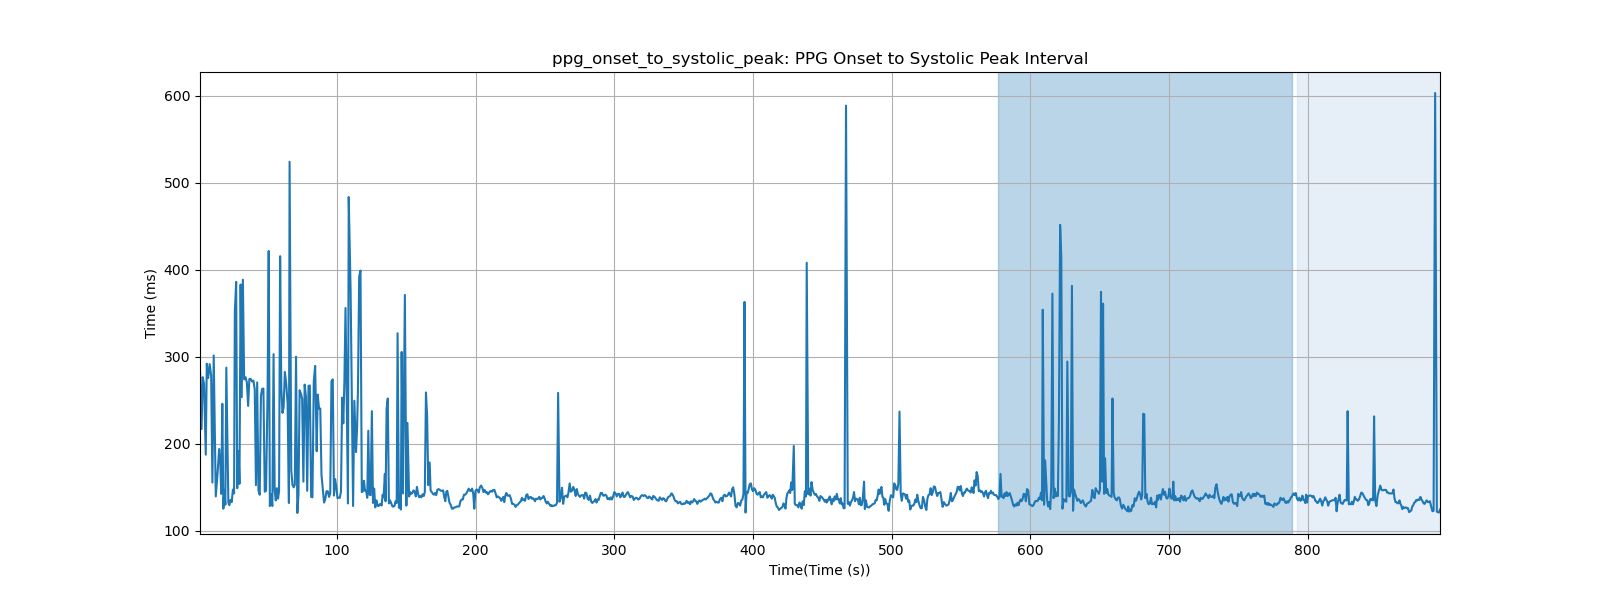 ppg_onset_to_systolic_peak: PPG Onset to Systolic Peak Interval
600
500
400
300
200
100
Time (ms)
100 200 300 400 500 600 700 800
Time(Time (s))